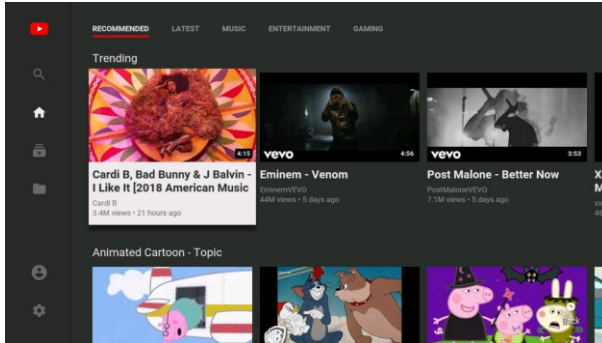 RECOMMENDED LATEST MUSIC ENTERTAINMENT GAMING
Trending
4:15
vevo 4:56
vevo 3:53
Cardi B, Bad Bunny & J Balvin -
I Like It [2018 American Music
Cardi B
3.4M views • 21 hours ago
Eminem - Venom
EminemVEVO
44M views • 5 days ago
Post Malone - Better Now
PostMaloneVEVO
7.1M views • 5 days ago
X
M
Animated Cartoon - Topic
WB
Back